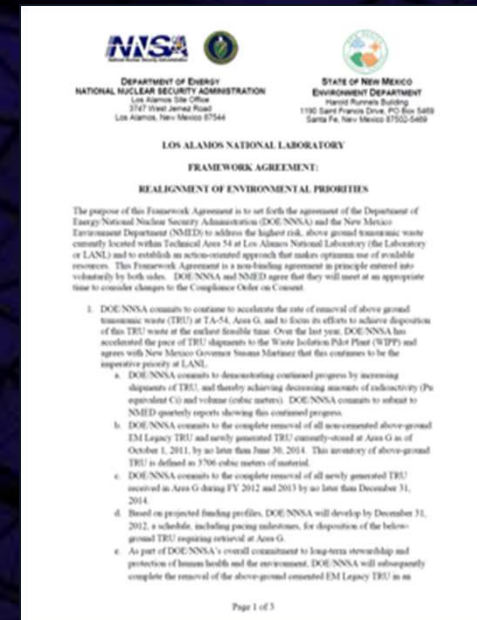 NNSA
National Nuclear Security Administration
DEPARTMENT OF ENERGY
NATIONAL NUCLEAR SECURITY ADMINISTRATION
Los Alamos Site Office
3747 West Jemez Road
Los Alamos, New Mexico 87544
STATE OF NEW MEXICO
ENVIRONMENT DEPARTMENT
Harold Runnels Building
1190 Saint Francis Drive, PO Box 5469
Santa Fe, New Mexico 87502-5469
LOS ALAMOS NATIONAL LABORATORY
FRAMEWORK AGREEMENT:
REALIGNMENT OF ENVIRONMENTAL PRIORITIES
The purpose of this Framework Agreement is to set forth the agreement of the Department of
Energy/National Nuclear Security Administration (DOE/NNSA) and the New Mexico
Environment Department (NMED) to address the highest risk, above ground transuranic waste
currently located within Technical Area 54 at Los Alamos National Laboratory (the Laboratory
or LANL) and to establish an action-oriented approach that makes optimum use of available
resources. This Framework Agreement is a non-binding agreement in principle entered into
voluntarily by both sides. DOE/NNSA and NMED agree that they will meet at an appropriate
time to consider changes to the Compliance Order on Consent.
1. DOE/NNSA commits to continue to accelerate the rate of removal of above ground
transuranic waste (TRU) at TA-54, Area G, and to focus its efforts to achieve disposition
of this TRU waste at the earliest feasible time. Over the last year, DOE/NNSA has
accelerated the pace of TRU shipments to the Waste Isolation Pilot Plant (WIPP) and
agrees with New Mexico Governor Susana Martinez that this continues to be the
imperative priority at LANL.
a. DOE/NNSA commits to demonstrating continued progress by increasing
shipments of TRU, and thereby achieving decreasing amounts of radioactivity (Pu
equivalent Ci) and volume (cubic meters). DOE/NNSA commits to submit to
NMED quarterly reports showing this continued progress.
b. DOE/NNSA commits to the complete removal of all non-cemented above-ground
EM Legacy TRU and newly generated TRU currently-stored at Area G as of
October 1, 2011, by no later than June 30, 2014. This inventory of above-ground
TRU is defined as 3706 cubic meters of material.
c. DOE/NNSA commits to the complete removal of all newly generated TRU
received in Area G during FY 2012 and 2013 by no later than December 31,
2014.
d. Based on projected funding profiles, DOE/NNSA will develop by December 31,
2012, a schedule, including pacing milestones, for disposition of the below-
ground TRU requiring retrieval at Area G.
e. As part of DOE/NNSA's overall commitment to long-term stewardship and
protection of human health and the environment, DOE/NNSA will subsequently
complete the removal of the above-ground cemented EM Legacy TRU in an
Page 1 of 3